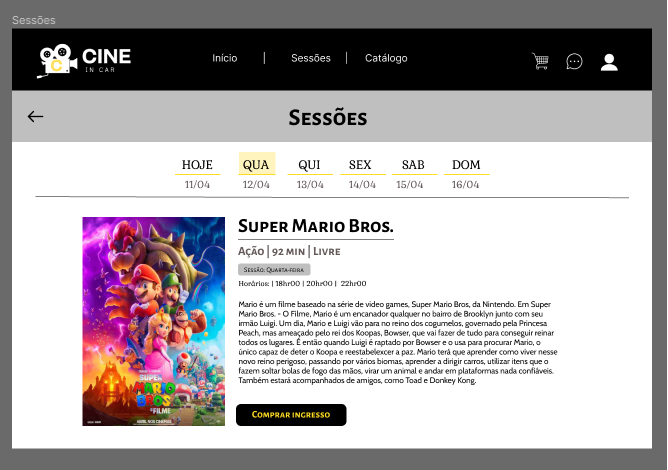 Sessões
CINE
IN CAR
Início | Sessões | Catálogo
Sessões
HOJE QUA QUI SEX SAB DOM
11/04 12/04 13/04 14/04 15/04 16/04
Super Mario Bros.
Ação | 92 min | Livre
Sessão: Quarta-feira
Horários: | 18hr00 | 20hr00 | 22hr00
Mario é um filme baseado na série de video games, Super Mario Bros, da Nintendo. Em Super
Mario Bros. - O Filme, Mario é um encanador qualquer no bairro de Brooklyn junto com seu
irmão Luigi. Um dia, Mario e Luigi vão para no reino dos cogumelos, governado pela Princesa
Peach, mas ameaçado pelo rei dos Koopas, Bowser, que vai fazer de tudo para conseguir reinar
todos os lugares. É então quando Luigi é raptado por Bowser e o usa para procurar Mario, o
único capaz de deter o Koopa e reestabelexcer a paz. Mario terá que aprender como viver nesse
novo reino perigoso, passando por vários biomas, aprender a dirigir carros, utilizar itens que o
fazem soltar bolas de fogo das mãos, virar um animal e andar em plataformas nada confiáveis.
Também estará acompanhados de amigos, como Toad e Donkey Kong.
SUPER
MARIO
BROS
O FILME
ABRIL NOS CINEMAS
Comprar ingresso